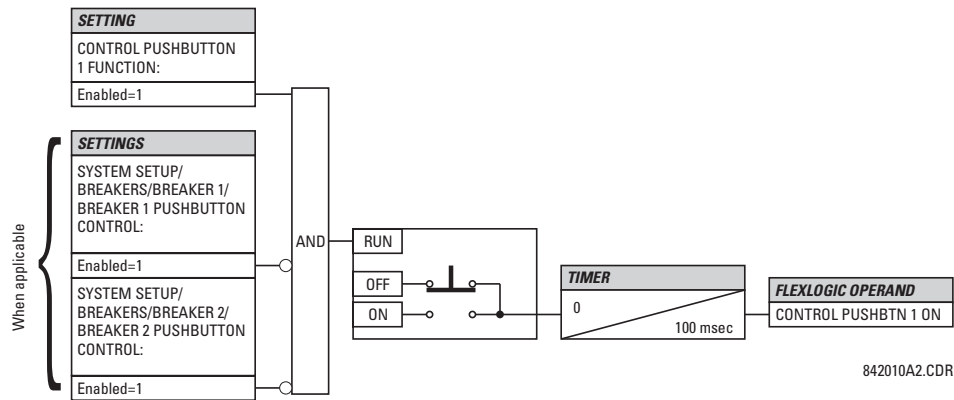 SETTING
CONTROL PUSHBUTTON
1 FUNCTION:
Enabled=1
When applicable
SETTINGS
SYSTEM SETUP/
BREAKERS/BREAKER 1/
BREAKER 1 PUSHBUTTON
CONTROL:
Enabled=1
SYSTEM SETUP/
BREAKERS/BREAKER 2/
BREAKER 2 PUSHBUTTON
CONTROL:
Enabled=1
AND
RUN
OFF
ON
TIMER
0
100 msec
FLEXLOGIC OPERAND
CONTROL PUSHBTN 1 ON
842010A2.CDR